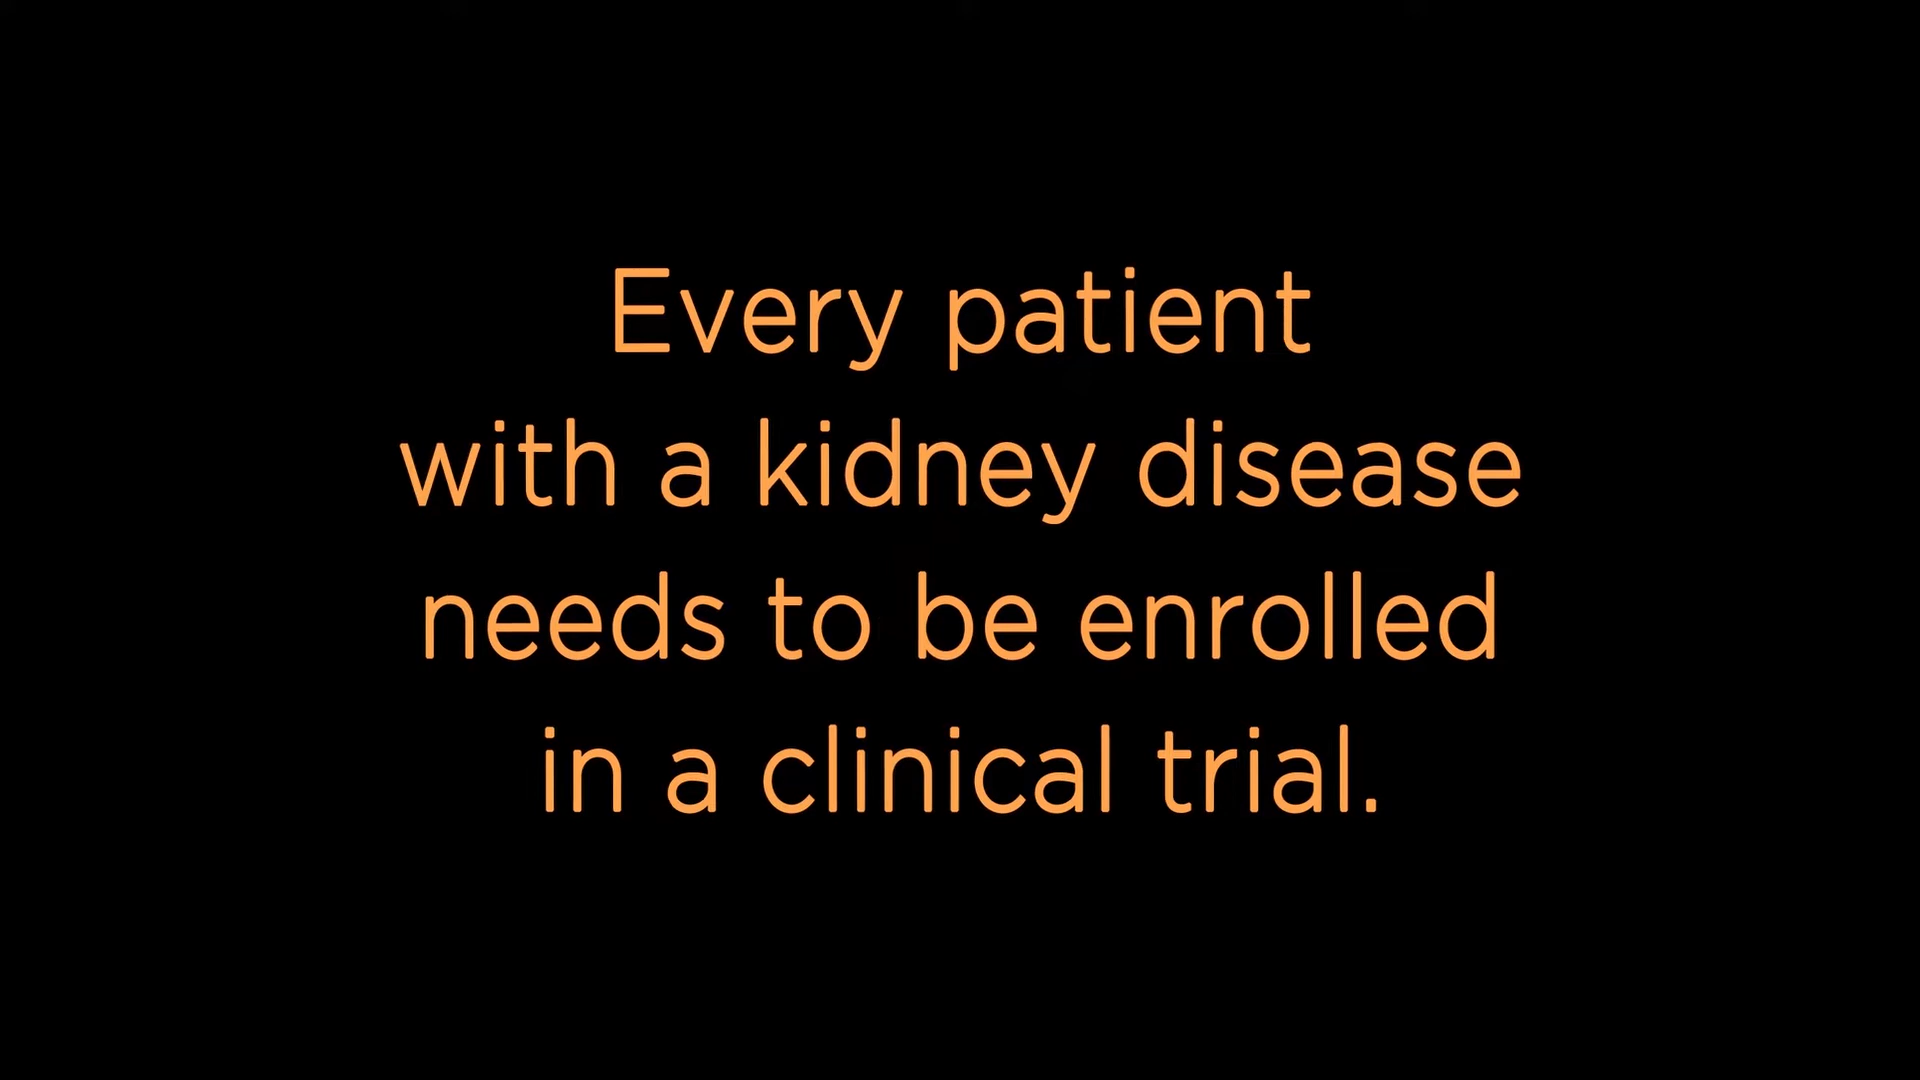 Every patient
with a kidney disease
needs to be enrolled
in a clinical trial.